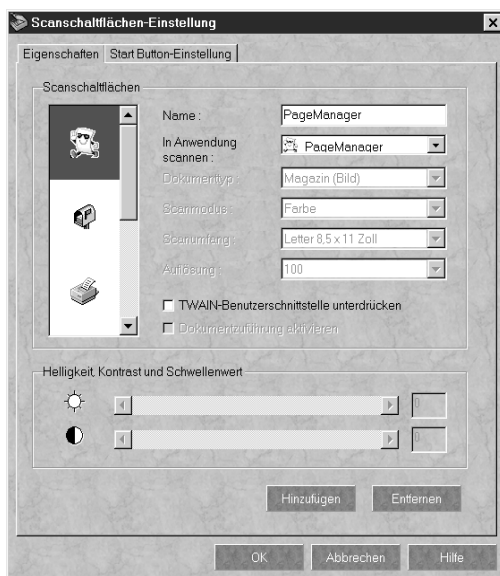 Scanschaltflächen-Einstellung
Eigenschaften Start Button-Einstellung
Scanschaltflächen
Name : PageManager
In Anwendung
scannen : PageManager
Dokumenttyp : Magazin (Bild)
Scanmodus : Farbe
Scanumfang : Letter 8,5 x 11 Zoll
Auflösung : 100
TWAIN-Benutzerschnittstelle unterdrücken
Dokumentzuführung aktivieren
Helligkeit, Kontrast und Schwellenwert
0
0
Hinzufügen Entfernen
OK Abbrechen Hilfe